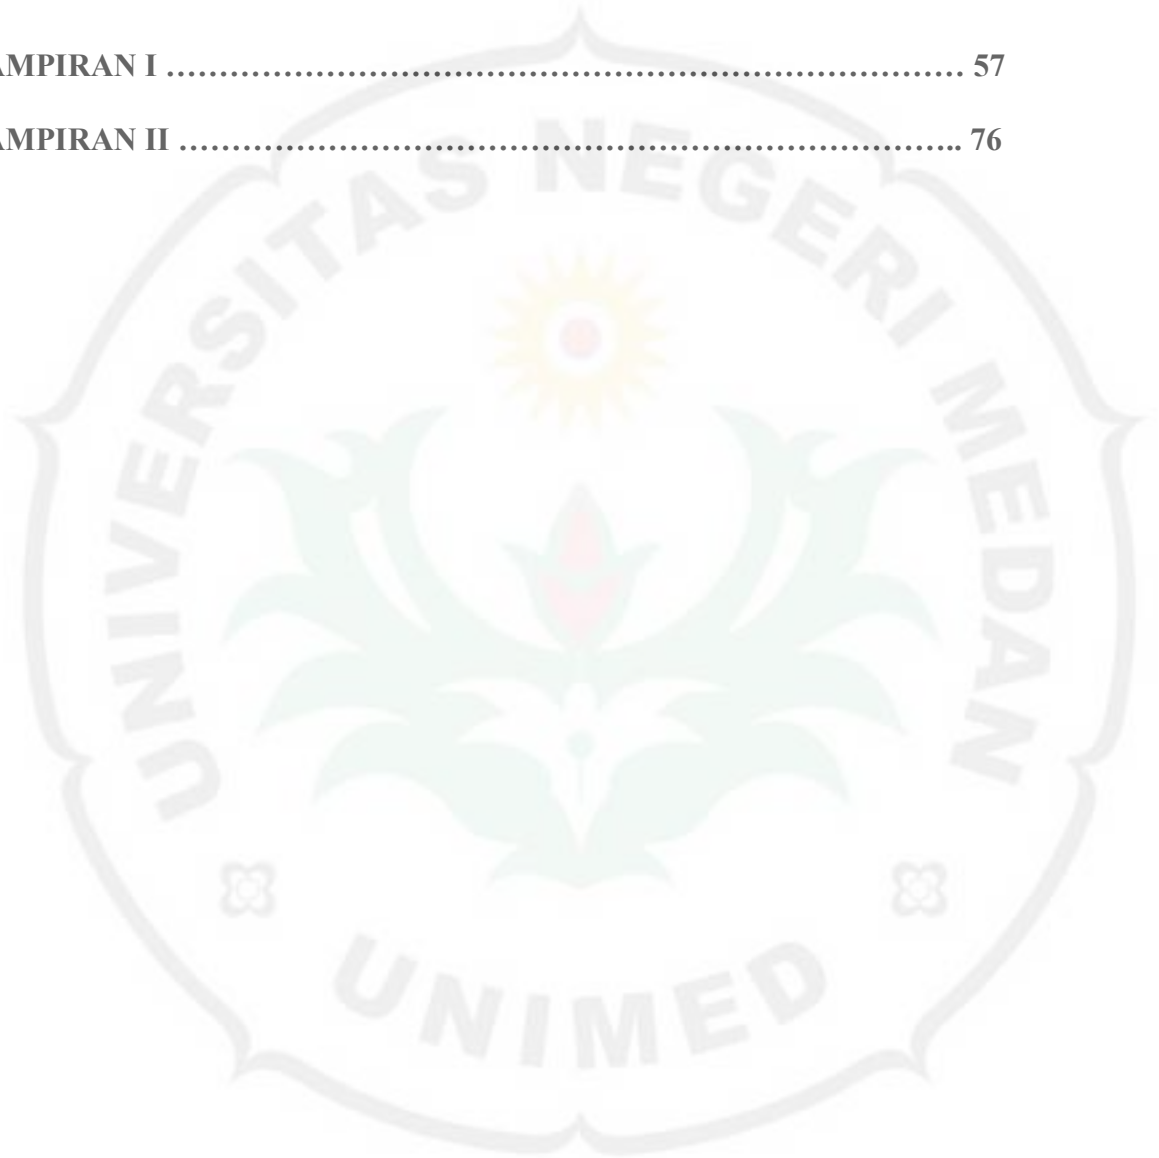 AMPIRAN I ……………………………………………………………… 57
AMPIRAN II …………………………………………………………….. 76
UNIVERSITAS NEGERI MEDAN
UNIMED